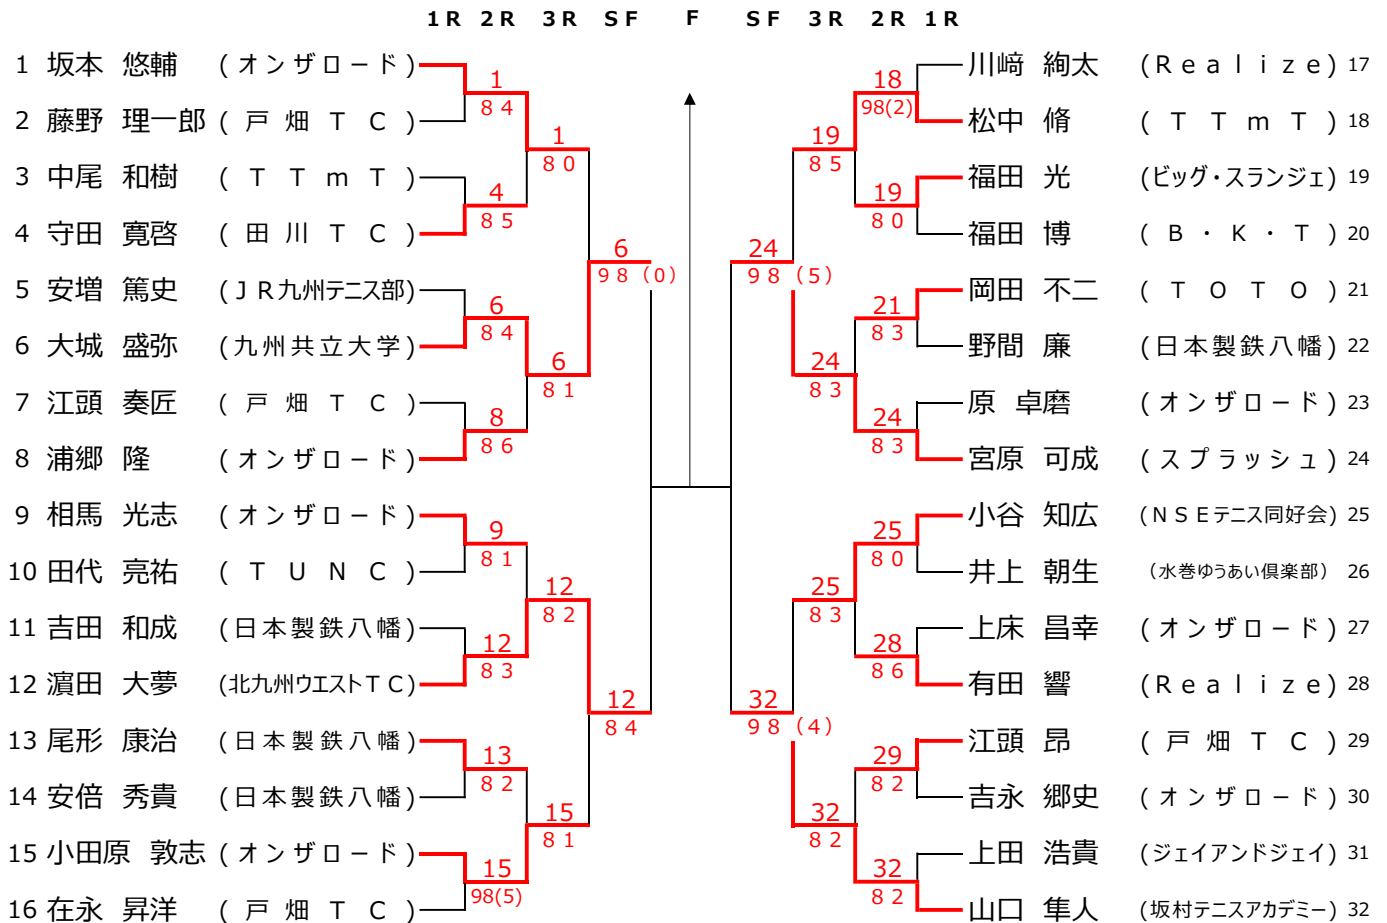 1R 2R 3R SF F SF 3R 2R 1R
1 坂本 悠輔 (オンザロード) 川﨑 絢太 (Realize) 17
1 18
84 98(2)
2 藤野 理一郎 (戸畑TC) 松中 脩 (TTmT) 18
1 19
80 85
3 中尾 和樹 (TTmT) 福田 光 (ビッグ・スランジェ) 19
4 19
85 80
4 守田 寛啓 (田川TC) 福田 博 (B・K・T) 20
6 24
98(0) 98(5)
5 安増 篤史 (JR九州テニス部) 岡田 不二 (TOTO) 21
6 21
84 83
6 大城 盛弥 (九州共立大学) 野間 廉 (日本製鉄八幡) 22
6 24
81 83
7 江頭 奏匠 (戸畑TC) 原 卓磨 (オンザロード) 23
8 24
86 83
8 浦郷 隆 (オンザロード) 宮原 可成 (スプラッシュ) 24
9 相馬 光志 (オンザロード) 小谷 知広 (NSEテニス同好会) 25
9 25
81 80
10 田代 亮祐 (TUNC) 井上 朝生 (水巻ゆうあい倶楽部) 26
12 25
82 83
11 吉田 和成 (日本製鉄八幡) 上床 昌幸 (オンザロード) 27
12 28
83 86
12 濵田 大夢 (北九州ウエストTC) 有田 響 (Realize) 28
12 32
84 98(4)
13 尾形 康治 (日本製鉄八幡) 江頭 昂 (戸畑TC) 29
13 29
82 82
14 安倍 秀貴 (日本製鉄八幡) 吉永 郷史 (オンザロード) 30
15 32
81 82
15 小田原 敦志 (オンザロード) 上田 浩貴 (ジェイアンドジェイ) 31
15 32
98(5) 82
16 在永 昇洋 (戸畑TC) 山口 隼人 (坂村テニスアカデミー) 32